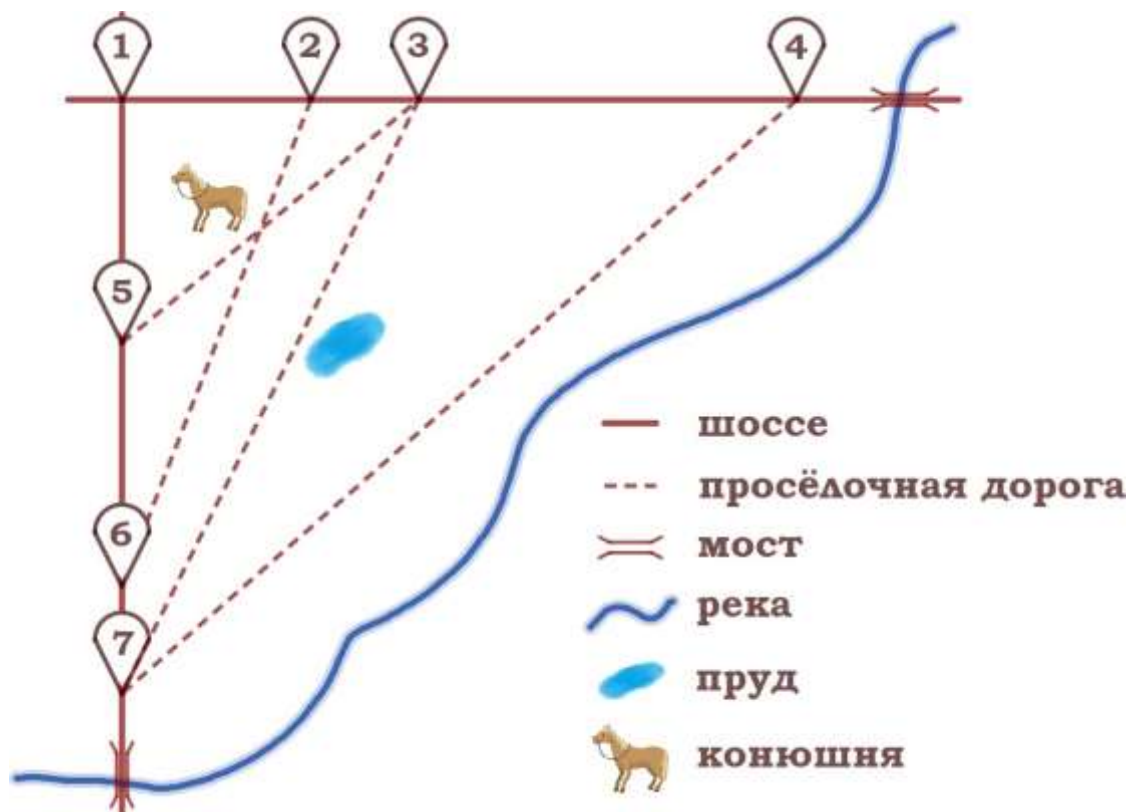 1 2 3 4
5
6
7
шоссе
просёлочная дорога
мост
река
пруд
конюшня